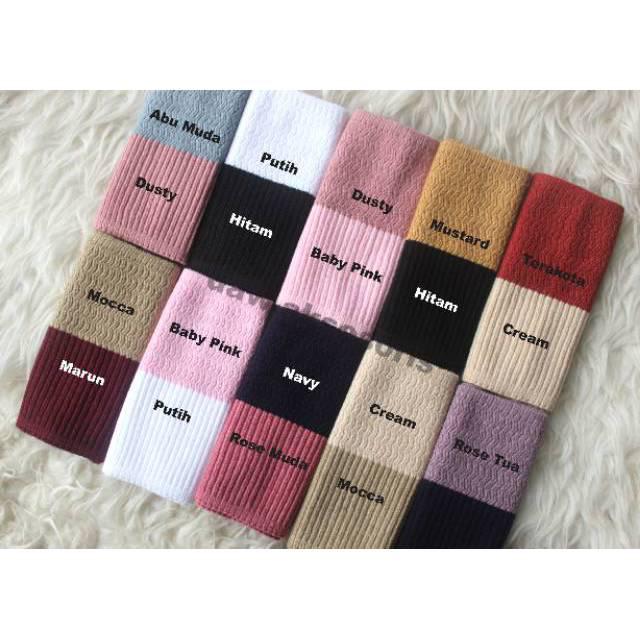 Abu Muda
Dusty
Putih
Hitam
Dusty
Baby Pink
Mustard
Hitam
Terakota
Cream
Mocca
Marun
Baby Pink
Putih
Navy
Rose Muda
Cream
Mocca
Rose Tua